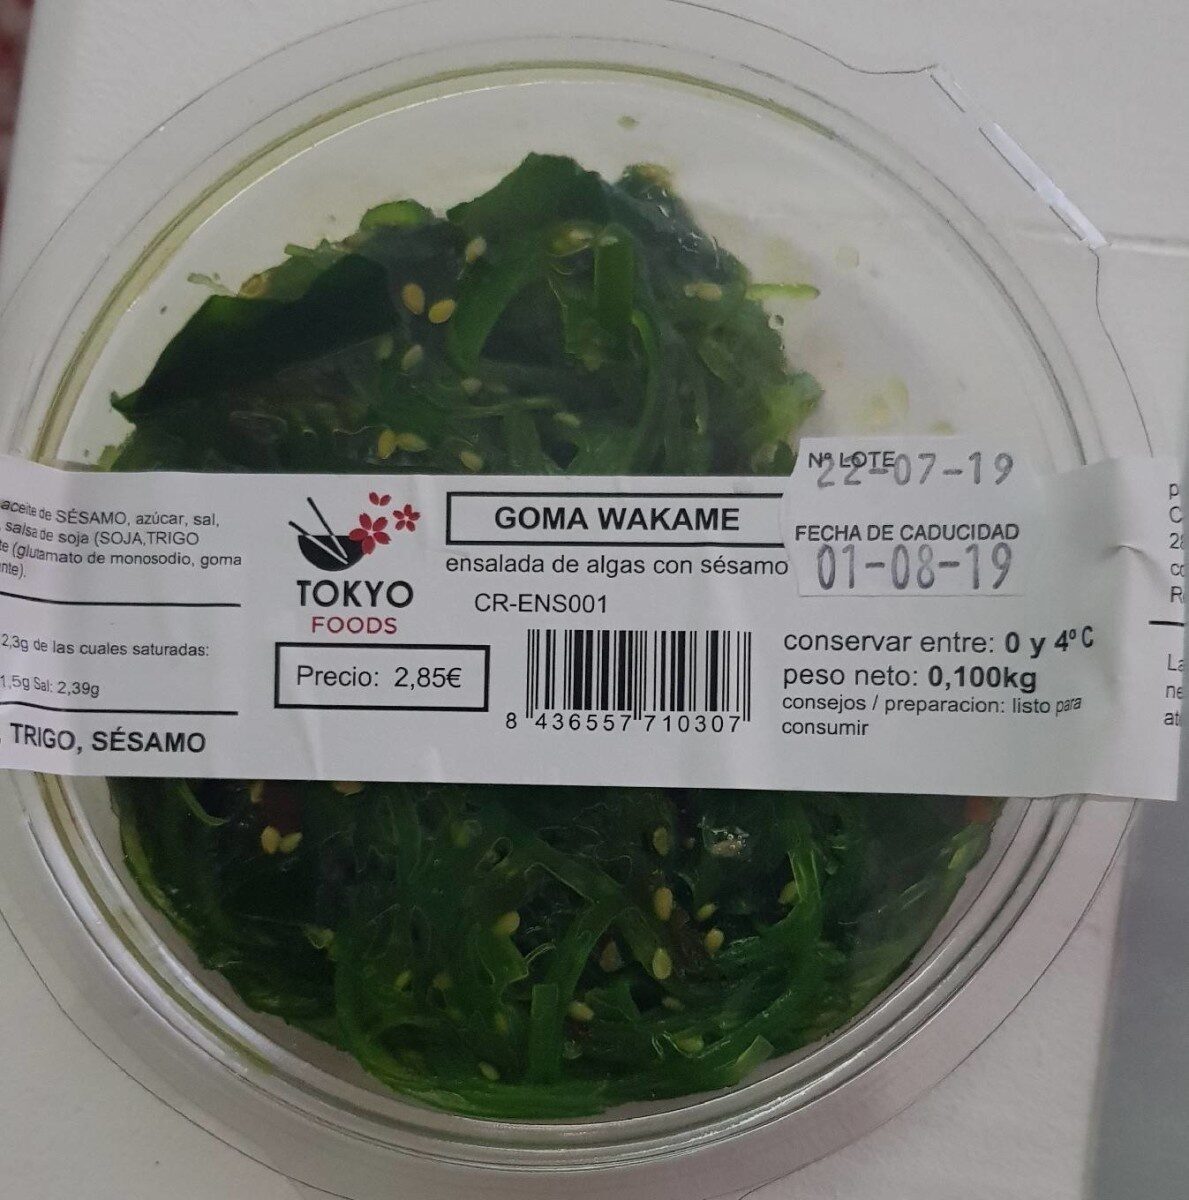 aceite de SÉSAMO, azúcar, sal,
salsa de soja (SOJA,TRIGO
(glutamato de monosodio, goma
2,3g de las cuales saturadas:
1,5g Sal: 2,39g
TRIGO, SÉSAMO
TOKYO
FOODS
Precio: 2,85€
GOMA WAKAME
ensalada de algas con sésamo
CR-ENS001
8 436557 710307
Nº LOTE
22-07-19
FECHA DE CADUCIDAD
01-08-19
conservar entre: 0 y 4ºC
peso neto: 0,100kg
consejos / preparacion: listo para
consumir